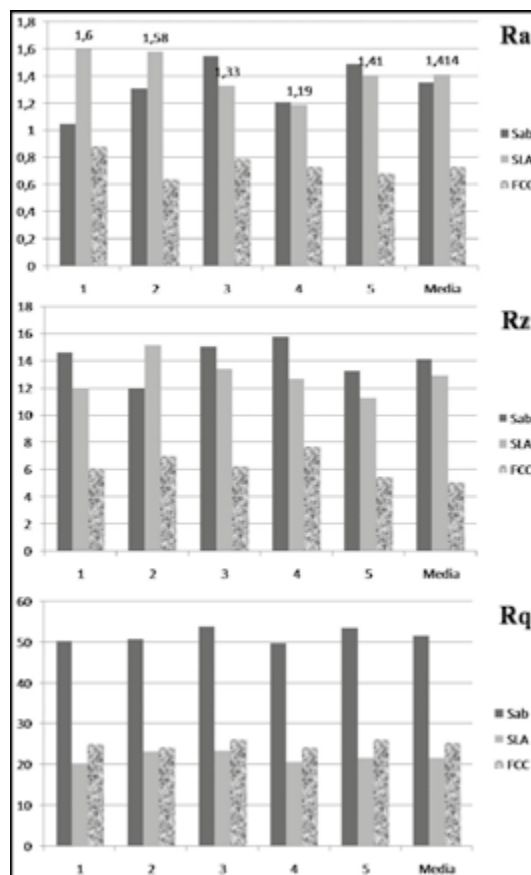 Ra
1,8
1,6
1,4
1,2
1
0,8
0,6
0,4
0,2
0
1,6
1,58
1,33
1,19
1,41
1,414
1 2 3 4 5 Media
Sab
SLA
FCC
Rz
18
16
14
12
10
8
6
4
2
0
1 2 3 4 5 Media
Sab
SLA
FCC
Rq
60
50
40
30
20
10
0
1 2 3 4 5 Media
Sab
SLA
FCC